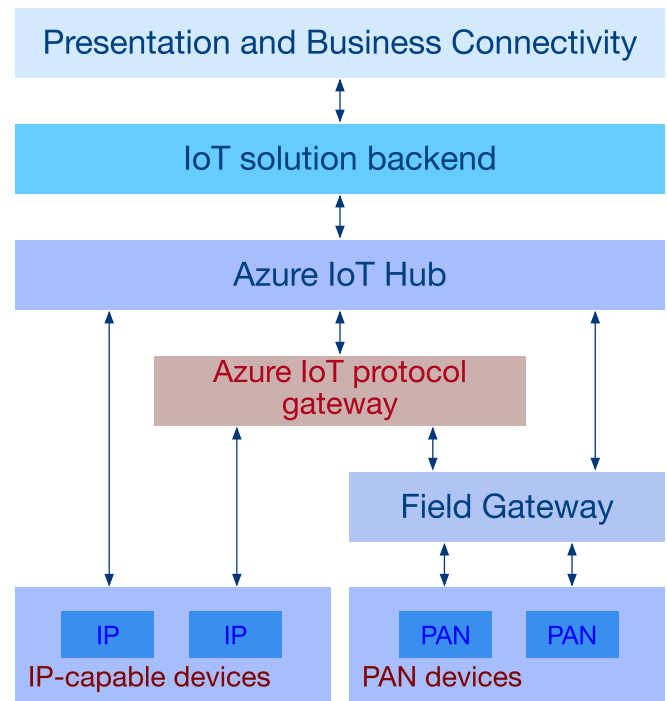 Presentation and Business Connectivity
IoT solution backend
Azure IoT Hub
Azure IoT protocol
gateway
Field Gateway
IP
IP
IP-capable devices
PAN
PAN
PAN devices